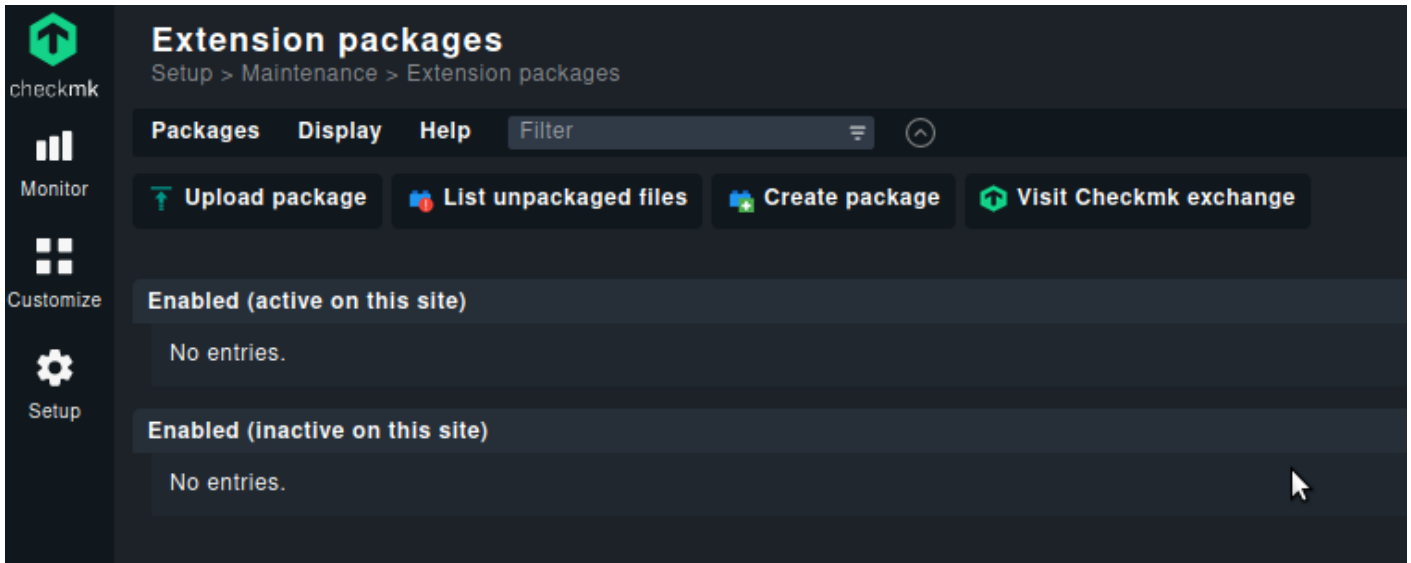 checkmk
Monitor
Customize
Setup
Extension packages
Setup > Maintenance > Extension packages
Packages Display Help Filter
Upload package List unpackaged files Create package Visit Checkmk exchange
Enabled (active on this site)
No entries.
Enabled (inactive on this site)
No entries.